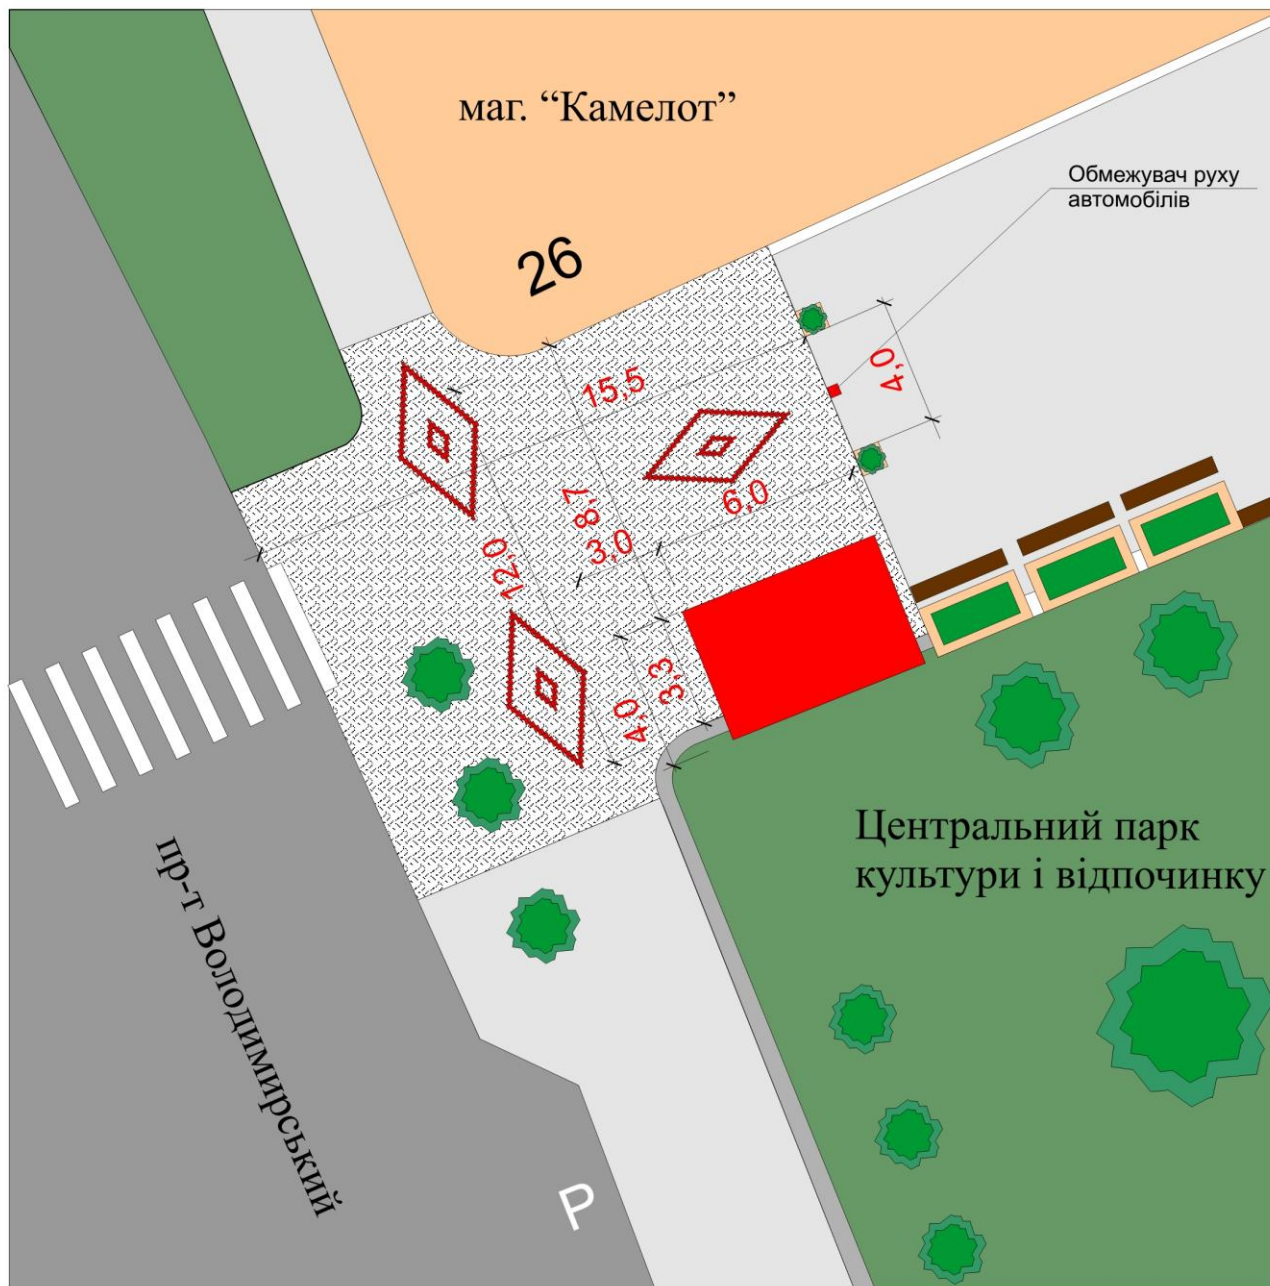 маг. “Камелот”
Обмежувач руху
автомобілів
26
15,5
4,0
8,7
6,0
3,0
12,0
3,3
4,0
Центральний парк
культури і відпочинку
пр-т Володимирський
P